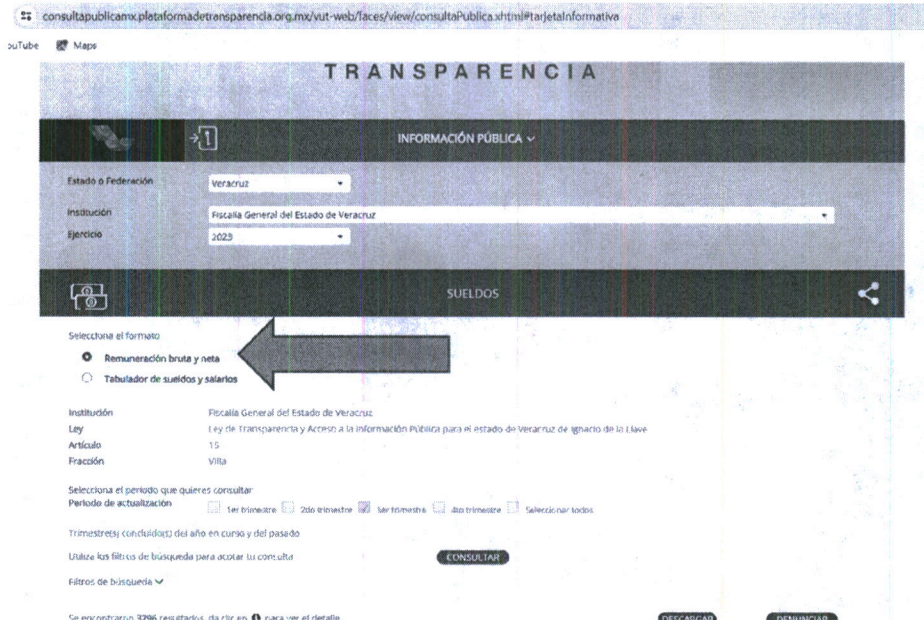 consultapublicamx.plataformadetransparencia.org.mx/vut-web/faces/view/consultaPublica.xhtml#tarjetaInformativa
ouTube Maps
TRANSPARENCIA
INFORMACIÓN PÚBLICA
Estado o Federación Veracruz
Institución Fiscalía General del Estado de Veracruz
Ejercicio 2023
SUELDOS
Selecciona el formato
Remuneración bruta y neta
Tabulador de sueldos y salarios
Institución Fiscalía General del Estado de Veracruz
Ley Ley de Transparencia y Acceso a la Información Pública para el estado de Veracruz de Ignacio de la Llave
Artículo 15
Fracción VIIIa
Selecciona el periodo que quieres consultar
Periodo de actualización 1er trimestre 2do trimestre 3er trimestre 4to trimestre Seleccionar todos
Trimestre(s) concluido(s) del año en curso y del pasado
Utiliza los filtros de búsqueda para acotar tu consulta CONSULTAR
Filtros de búsqueda
Se encontraron 3296 resultados, da clic en para ver el detalle. DESCARGAR DENUNCIAR